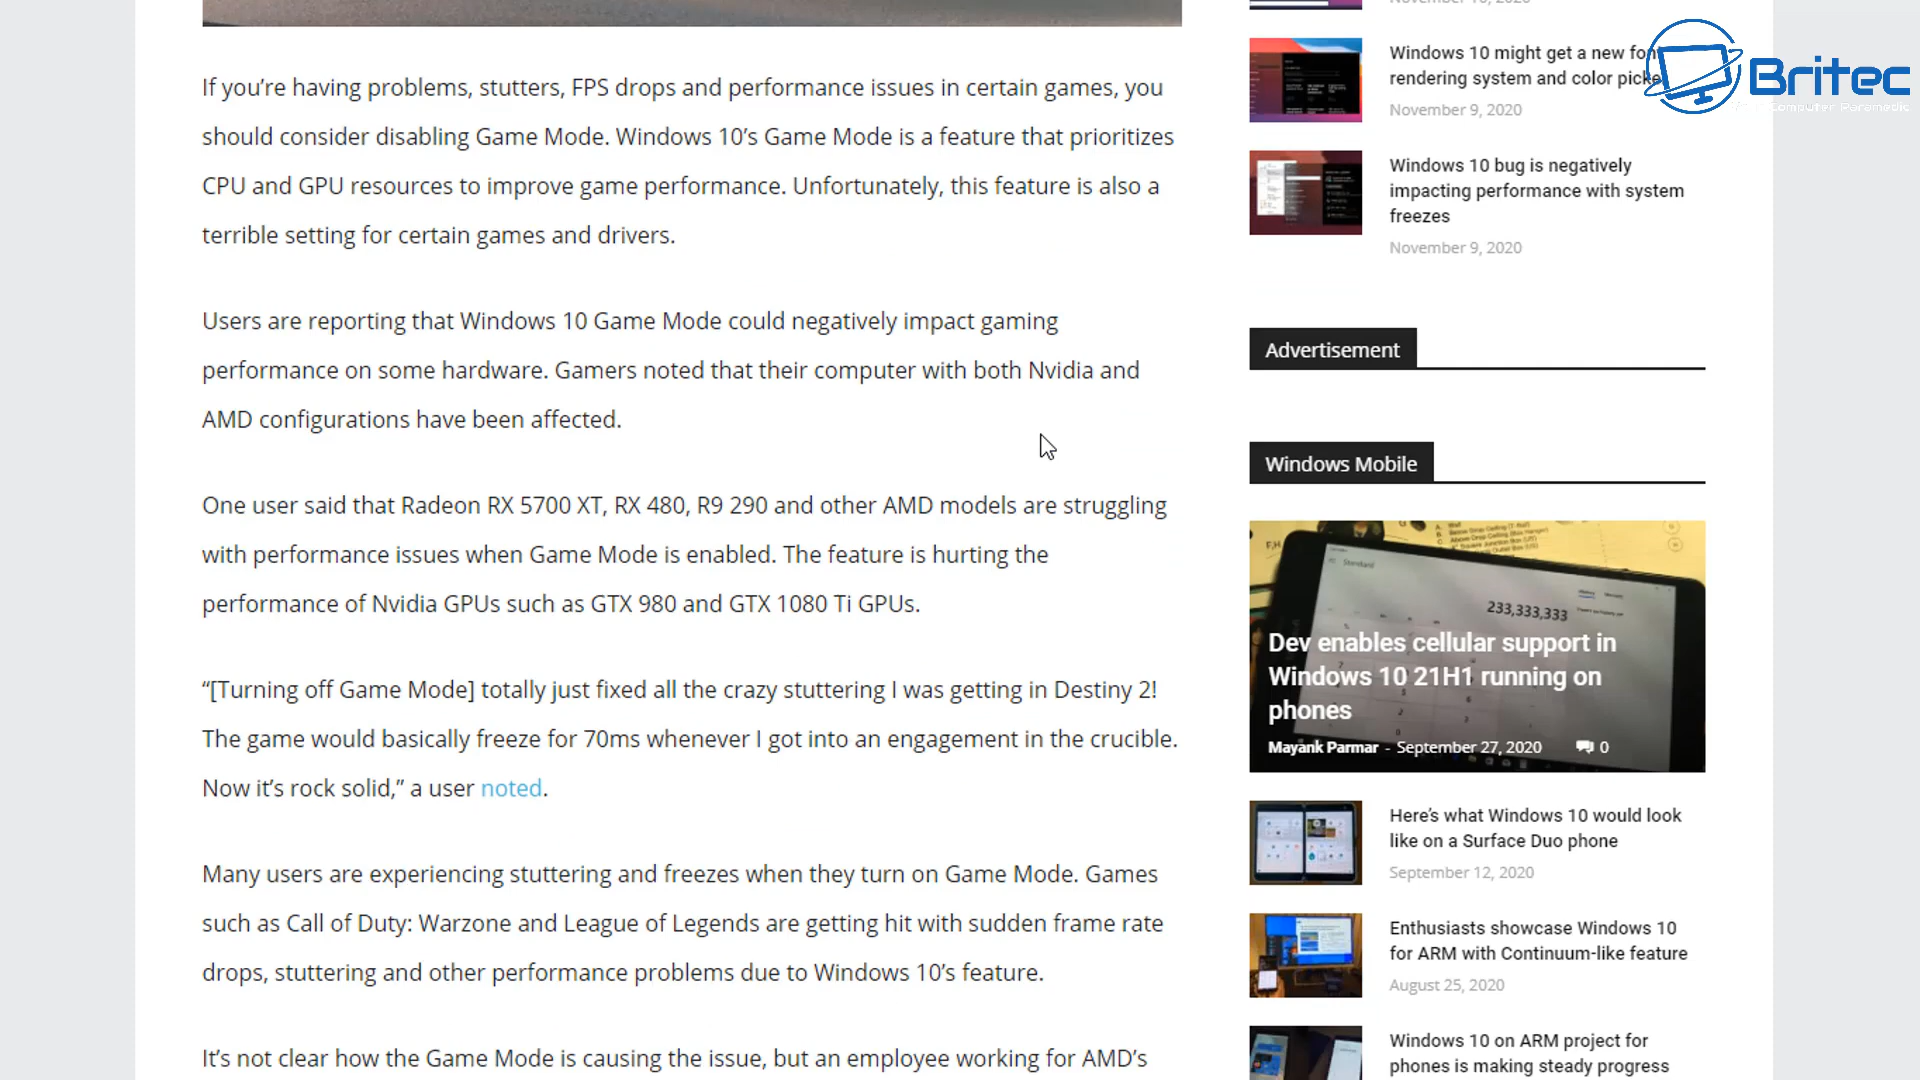 If you’re having problems, stutters, FPS drops and performance issues in certain games, you
should consider disabling Game Mode. Windows 10’s Game Mode is a feature that prioritizes
CPU and GPU resources to improve game performance. Unfortunately, this feature is also a
terrible setting for certain games and drivers.
Users are reporting that Windows 10 Game Mode could negatively impact gaming
performance on some hardware. Gamers noted that their computer with both Nvidia and
AMD configurations have been affected.
One user said that Radeon RX 5700 XT, RX 480, R9 290 and other AMD models are struggling
with performance issues when Game Mode is enabled. The feature is hurting the
performance of Nvidia GPUs such as GTX 980 and GTX 1080 Ti GPUs.
“[Turning off Game Mode] totally just fixed all the crazy stuttering I was getting in Destiny 2!
The game would basically freeze for 70ms whenever I got into an engagement in the crucible.
Now it’s rock solid,” a user noted.
Many users are experiencing stuttering and freezes when they turn on Game Mode. Games
such as Call of Duty: Warzone and League of Legends are getting hit with sudden frame rate
drops, stuttering and other performance problems due to Windows 10’s feature.
It’s not clear how the Game Mode is causing the issue, but an employee working for AMD’s
Windows 10 might get a new font
rendering system and color picke
November 9, 2020
Windows 10 bug is negatively
impacting performance with system
freezes
November 9, 2020
Advertisement
Windows Mobile
Standard
233,333,333
Dev enables cellular support in
Windows 10 21H1 running on
phones
Mayank Parmar - September 27, 2020 0
Here’s what Windows 10 would look
like on a Surface Duo phone
September 12, 2020
Enthusiasts showcase Windows 10
for ARM with Continuum-like feature
August 25, 2020
Windows 10 on ARM project for
phones is making steady progress
Britec
Computer Paramedic